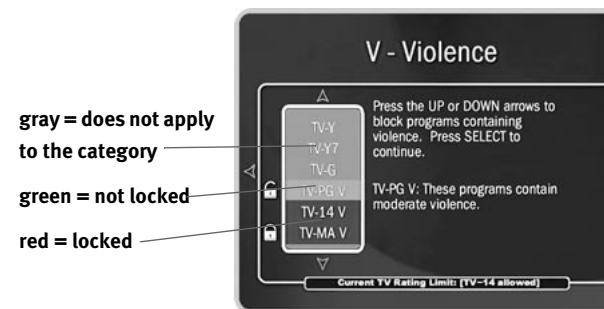 V - Violence
gray = does not apply
to the category
green = not locked
red = locked
TV-Y
TV-Y7
TV-G
TV-PG V
TV-14 V
TV-MA V
Press the UP or DOWN arrows to
block programs containing
violence. Press SELECT to
continue.
TV-PG V: These programs contain
moderate violence.
Current TV Rating Limit: [TV-14 allowed]